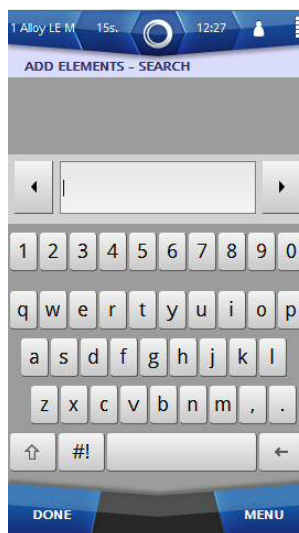 1 Alloy LE M 15s. 12:27
ADD ELEMENTS – SEARCH
1 2 3 4 5 6 7 8 9 0
q w e r t y u i o p
a s d f g h j k l
z x c v b n m , .
#!
DONE MENU